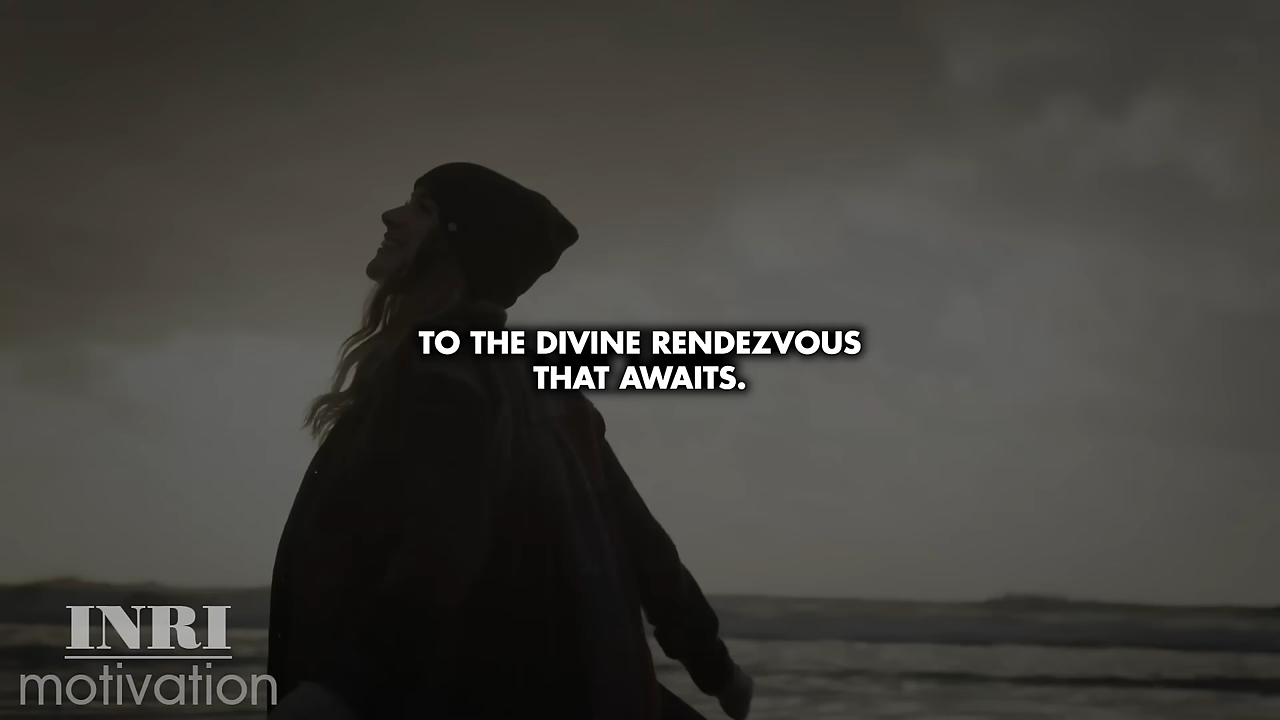 TO THE DIVINE RENDEZVOUS
THAT AWAITS.
INRI
motivation